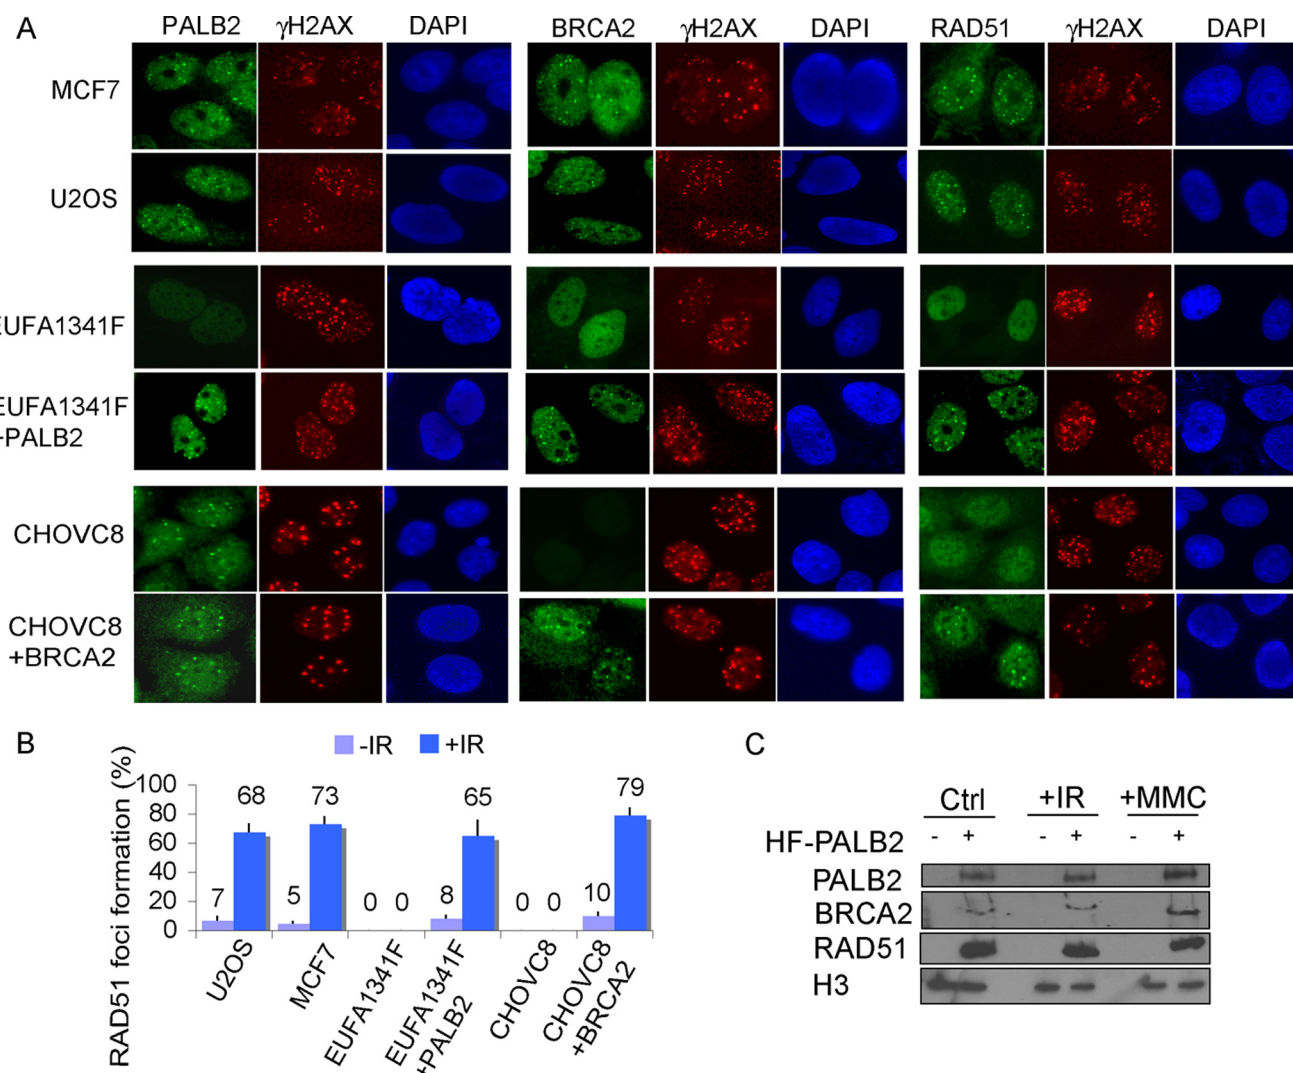 A
PALB2 γH2AX DAPI BRCA2 γH2AX DAPI RAD51 γH2AX DAPI
MCF7
U2OS
EUFA1341F
EUFA1341F
+PALB2
CHOVC8
CHOVC8
+BRCA2
B
-IR +IR
RAD51 foci formation (%)
100
80
60
40
20
0
7 68 5 73 0 0 8 65 0 0 10 79
U2OS
MCF7
EUFA1341F
EUFA1341F
+PALB2
CHOVC8
CHOVC8
+BRCA2
C
Ctrl +IR +MMC
HF-PALB2 - + - + - +
PALB2
BRCA2
RAD51
H3